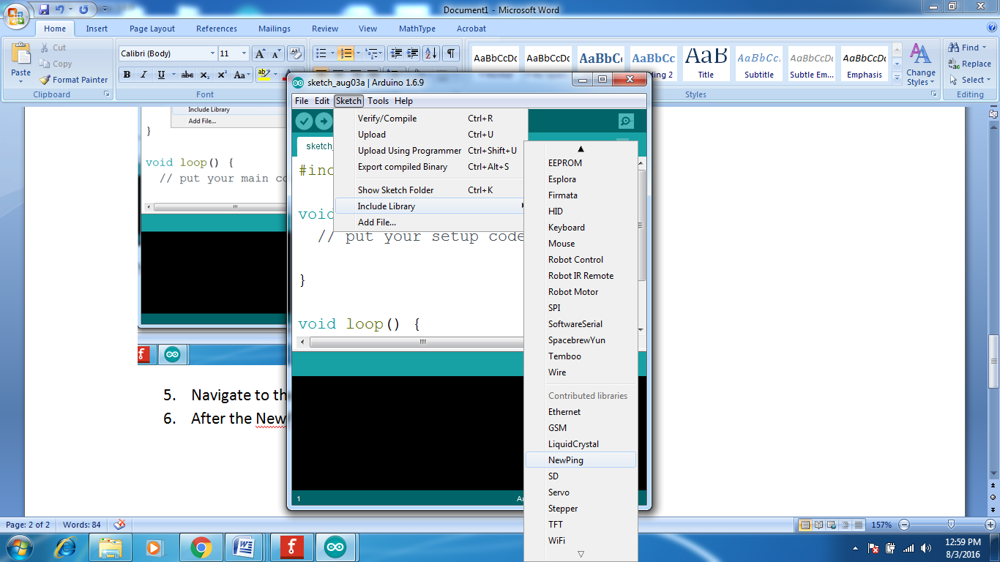 Document1 - Microsoft Word
Home Insert Page Layout References Mailings Review View MathType Acrobat
Paste
Cut
Copy
Format Painter
Clipboard
Calibri (Body) 11
B I U abc x₂ x² Aa
Font
AaBbCcDc AaBbCcDc AaBbC AaBbCc AaB AaBbCc. AaBbCcDc AaBbCcDc
Title Subtitle Subtle Em... Emphasis
Change Styles
Styles
Find
Replace
Select
Editing
Include Library
Add File...
}
void loop() {
// put your main
5. Navigate to
6. After the New
sketch_aug03a | Arduino 1.6.9
File Edit Sketch Tools Help
Verify/Compile Ctrl+R
Upload Ctrl+U
Upload Using Programmer Ctrl+Shift+U
Export compiled Binary Ctrl+Alt+S
Show Sketch Folder Ctrl+K
Include Library
Add File...
sketch_
#inc
void
// put your setup code
}
void loop() {
1
EEPROM
Esplora
Firmata
HID
Keyboard
Mouse
Robot Control
Robot IR Remote
Robot Motor
SPI
SoftwareSerial
SpacebrewYun
Temboo
Wire
Contributed libraries
Ethernet
GSM
LiquidCrystal
NewPing
SD
Servo
Stepper
TFT
WiFi
Page: 2 of 2 Words: 84
157%
12:59 PM
8/3/2016